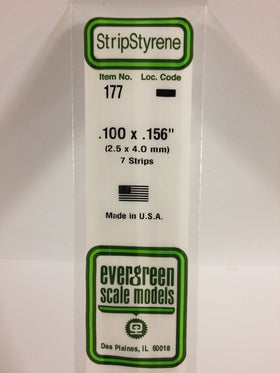 StripStyrene
Item No. Loc. Code
177
.100 x .156"
(2.5 x 4.0 mm)
7 Strips
Made in U.S.A.
evergreen
scale models
Des Plaines, IL 60018